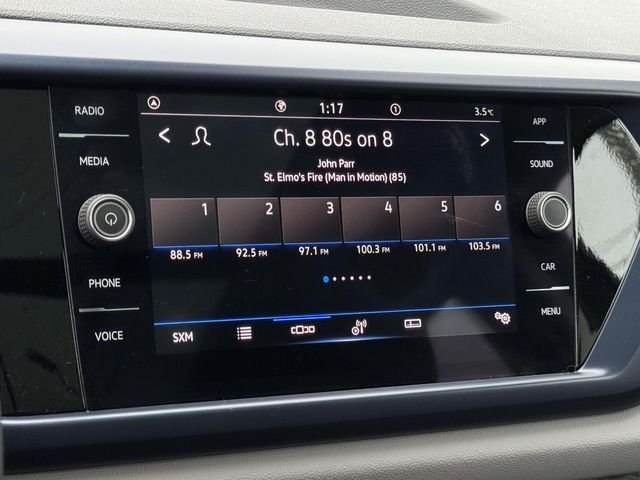 RADIO
MEDIA
PHONE
VOICE
1:17
1
3.5°C
< Ch. 8 80s on 8 >
John Parr
St. Elmo's Fire (Man in Motion) (85)
1 2 3 4 5 6
88.5 FM 92.5 FM 97.1 FM 100.3 FM 101.1 FM 103.5 FM
SXM
APP
SOUND
CAR
MENU